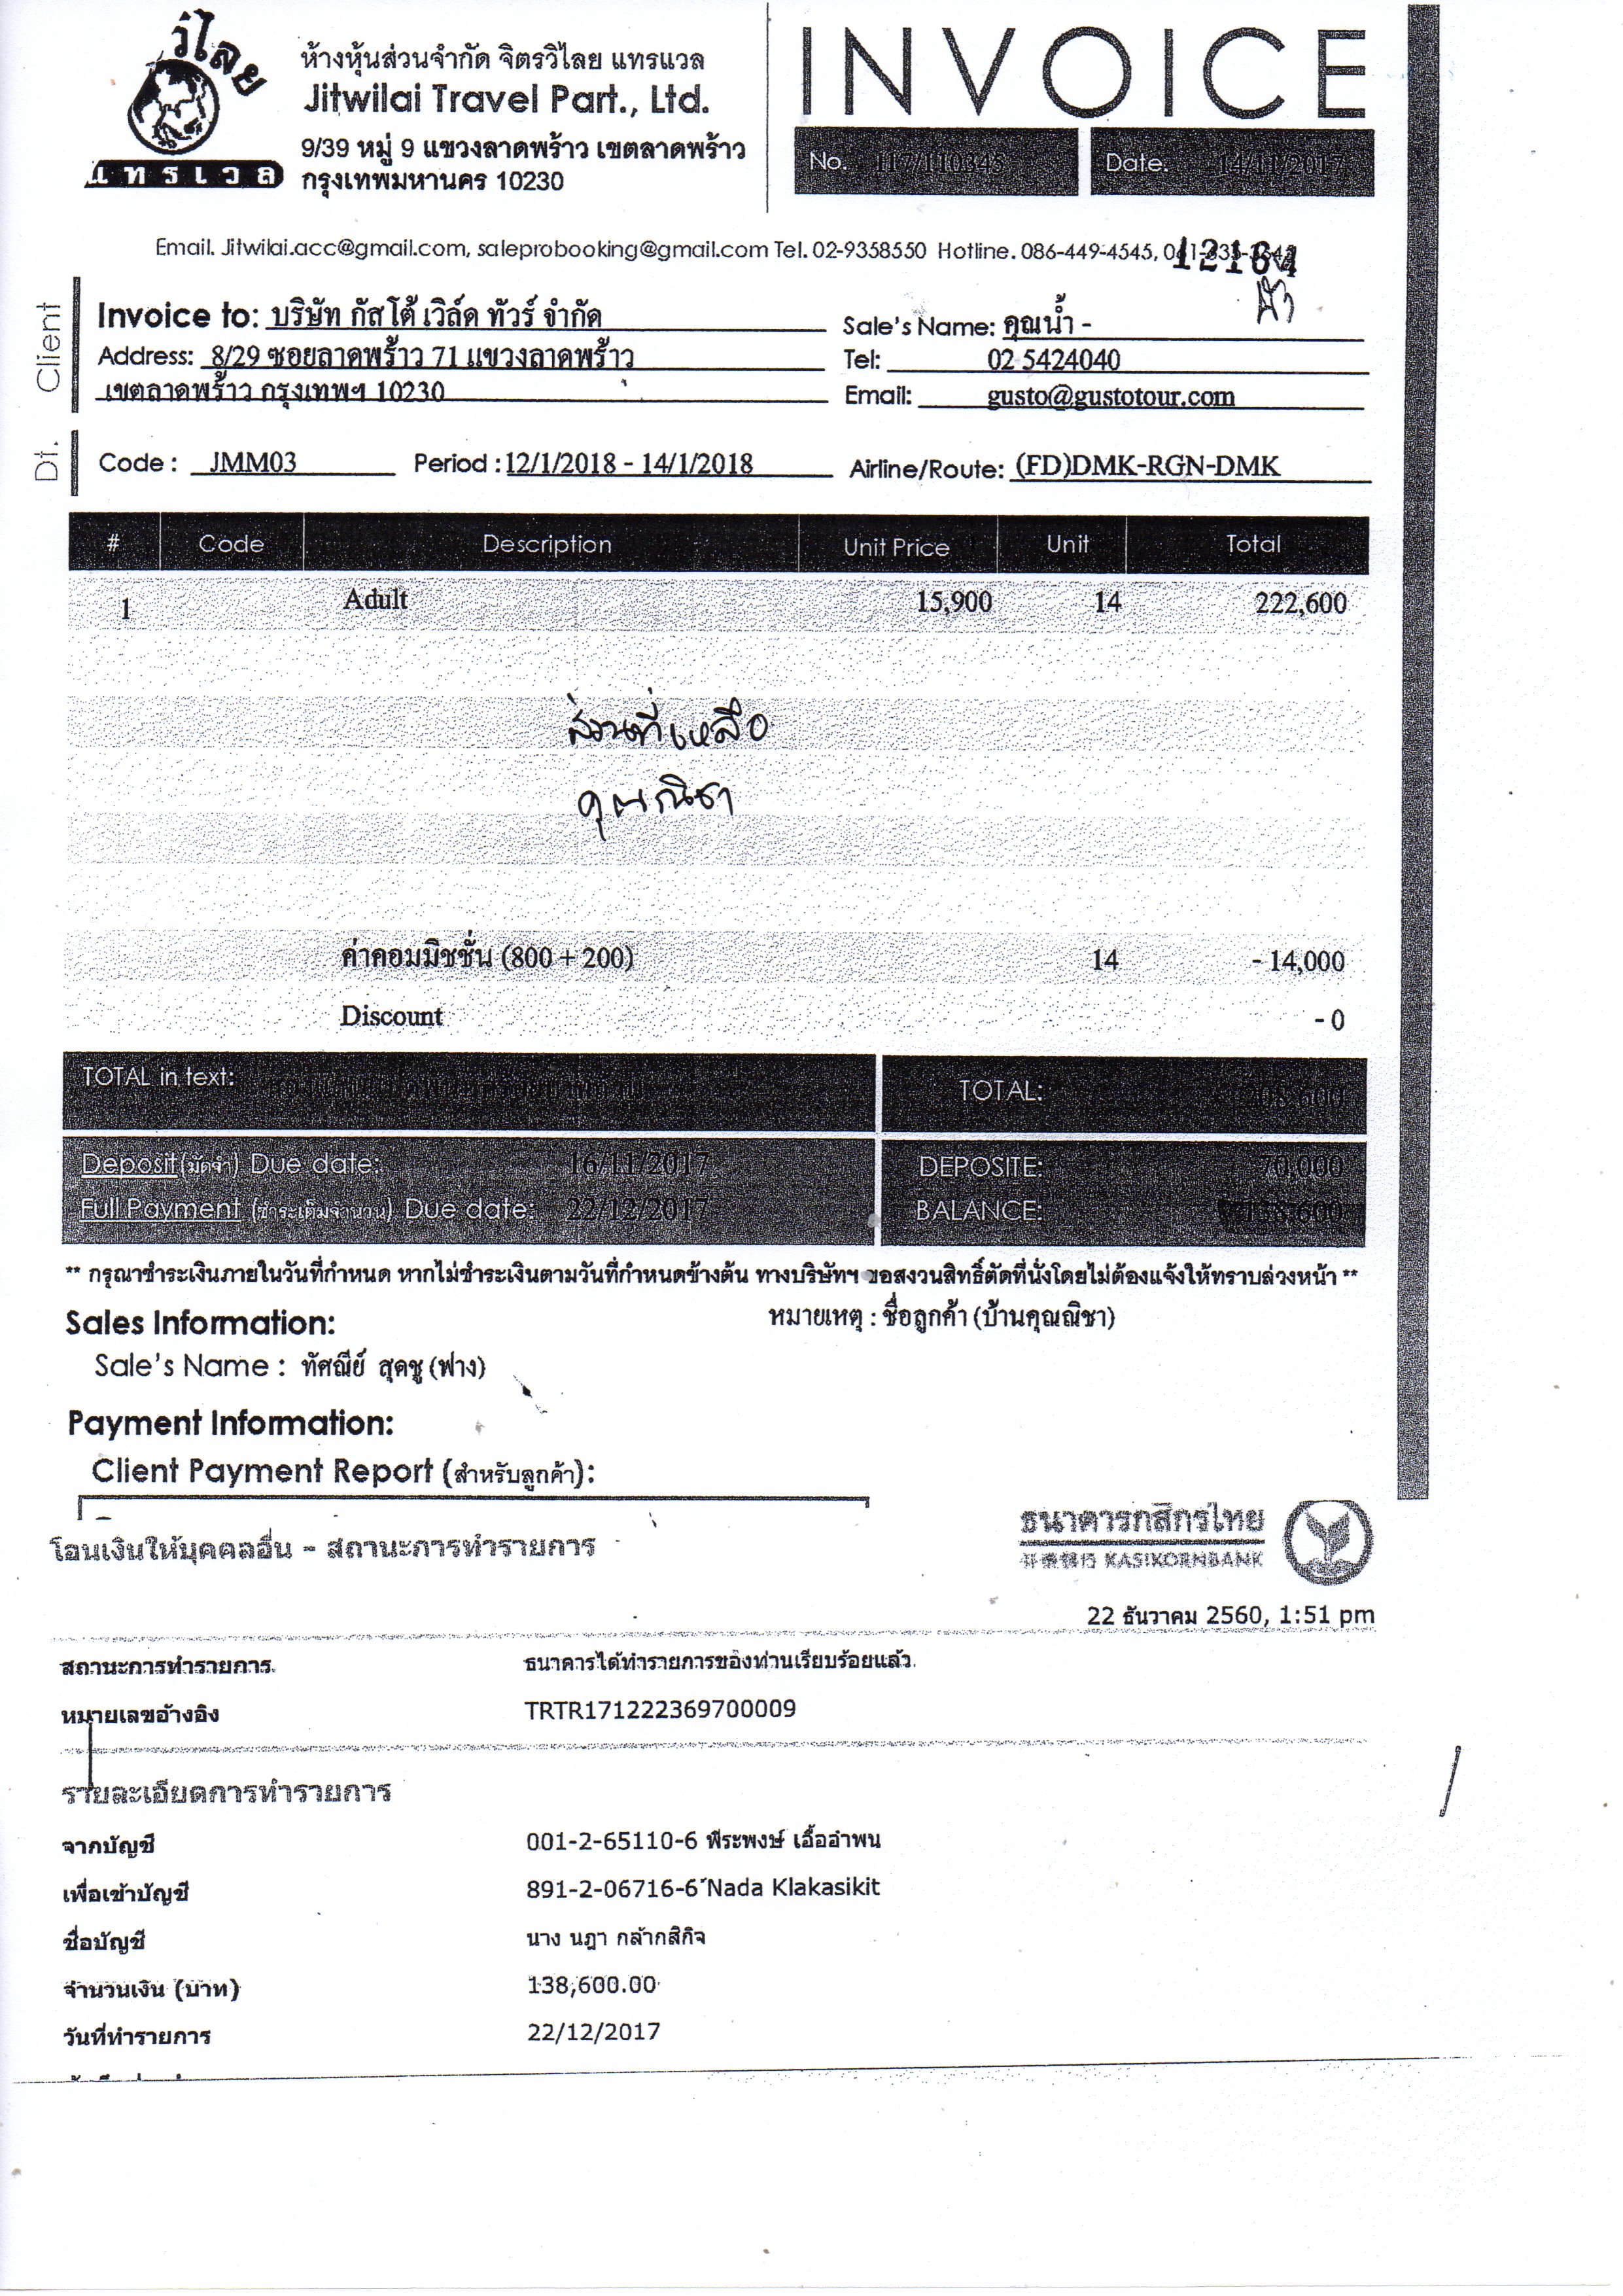 วิไลย
แทรเวล
ห้างหุ้นส่วนจำกัด จิตรวิไลย แทรแวล
Jitwilai Travel Part., Ltd.
9/39 หมู่ 9 แขวงลาดพร้าว เขตลาดพร้าว
กรุงเทพมหานคร 10230
INVOICE
No. 117/110345 Date. 14/11/2017
Email. Jitwilai.acc@gmail.com, saleprobooking@gmail.com Tel. 02-9358550 Hotline. 086-449-4545,
12164
Client
Invoice to: บริษัท กัสโต้ เวิล์ด ทัวร์ จำกัด
Address: 8/29 ซอยลาดพร้าว 71 แขวงลาดพร้าว
เขตลาดพร้าว กรุงเทพฯ 10230
Sale's Name: คุณน้ำ -
Tel: 02 5424040
Email: gusto@gustotour.com
Dt.
Code : JMM03 Period : 12/1/2018 - 14/1/2018 Airline/Route: (FD)DMK-RGN-DMK
# Code Description Unit Price Unit Total
1 Adult 15,900 14 222,600
ส่วนที่เหลือ
คุณณิชา
ค่าคอมมิชชั่น (800 + 200) 14 - 14,000
Discount - 0
TOTAL in text:
TOTAL: 208,600
Deposit(มัดจำ) Due date: 16/11/2017 DEPOSITE: 70,000
Full Payment (ชำระเต็มจำนวน) Due date: 22/12/2017 BALANCE: 138,600
** กรุณาชำระเงินภายในวันที่กำหนด หากไม่ชำระเงินตามวันที่กำหนดข้างต้น ทางบริษัทฯ ขอสงวนสิทธิ์ตัดที่นั่งโดยไม่ต้องแจ้งให้ทราบล่วงหน้า **
หมายเหตุ : ชื่อลูกค้า (บ้านคุณณิชา)
Sales Information:
Sale's Name : ทัศณีย์ สุดชู (ฟาง)
Payment Information:
Client Payment Report (สำหรับลูกค้า):
ธนาคารกสิกรไทย
开泰银行 KASIKORNBANK
โอนเงินให้บุคคลอื่น - สถานะการทำรายการ
22 ธันวาคม 2560, 1:51 pm
สถานะการทำรายการ ธนาคารได้ทำรายการของท่านเรียบร้อยแล้ว
หมายเลขอ้างอิง TRTR171222369700009
รายละเอียดการทำรายการ
จากบัญชี 001-2-65110-6 พีระพงษ์ เอื้ออำพน
เพื่อเข้าบัญชี 891-2-06716-6 Nada Klakasikit
ชื่อบัญชี นาง นฎา กล้ากสิกิจ
จำนวนเงิน (บาท) 138,600.00
วันที่ทำรายการ 22/12/2017